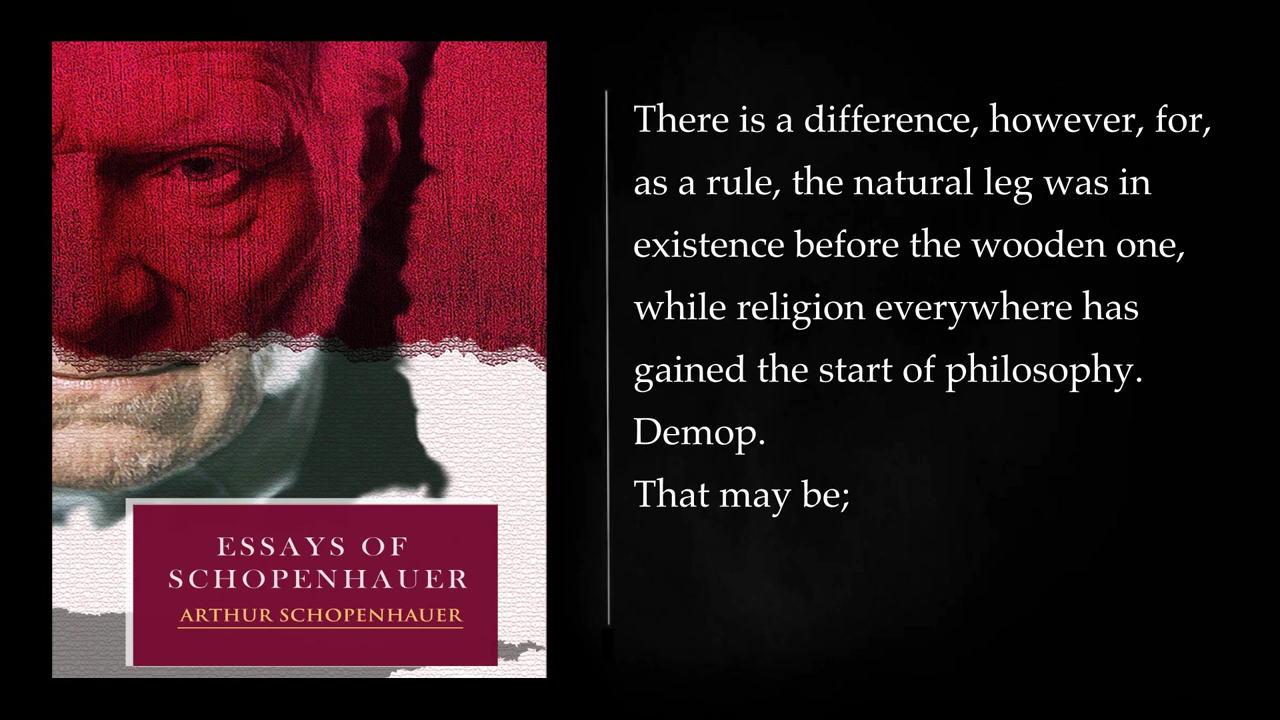 ESSAYS OF
SCHOPENHAUER
ARTHUR SCHOPENHAUER
There is a difference, however, for,
as a rule, the natural leg was in
existence before the wooden one,
while religion everywhere has
gained the start of philosophy.
Demop.
That may be;